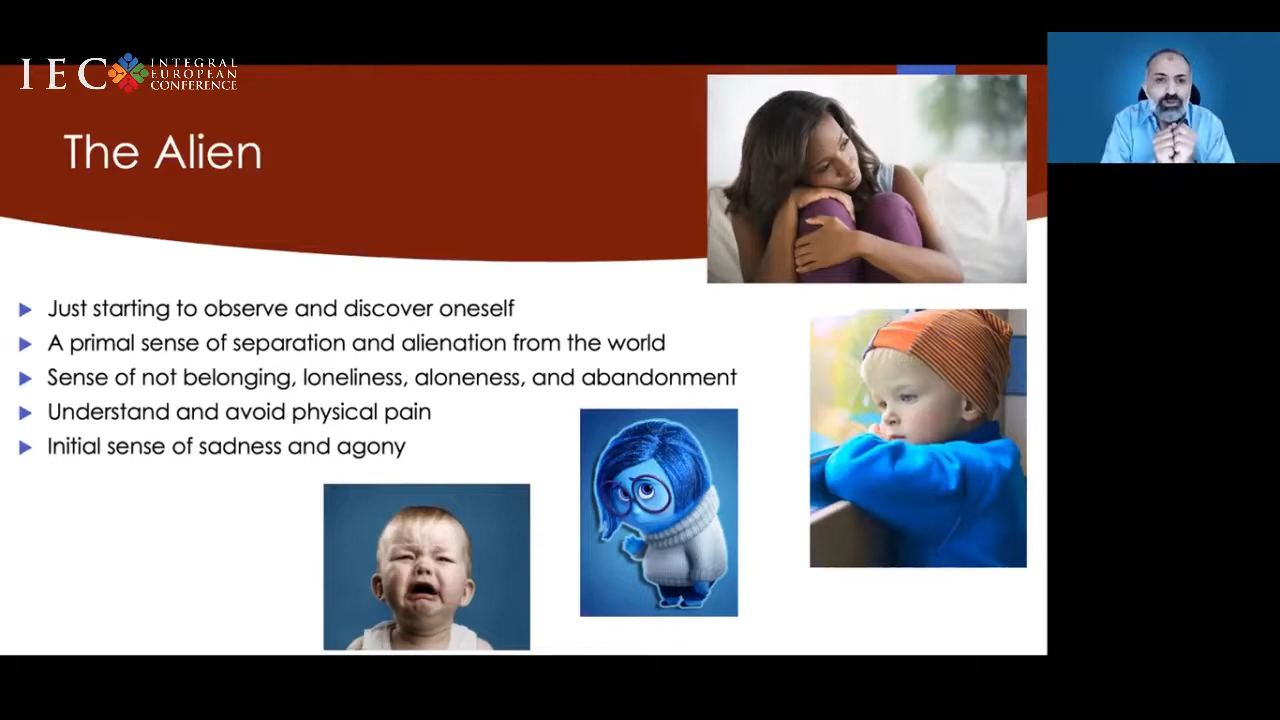 IEC INTEGRAL
EUROPEAN
CONFERENCE
The Alien
Just starting to observe and discover oneself
A primal sense of separation and alienation from the world
Sense of not belonging, loneliness, aloneness, and abandonment
Understand and avoid physical pain
Initial sense of sadness and agony